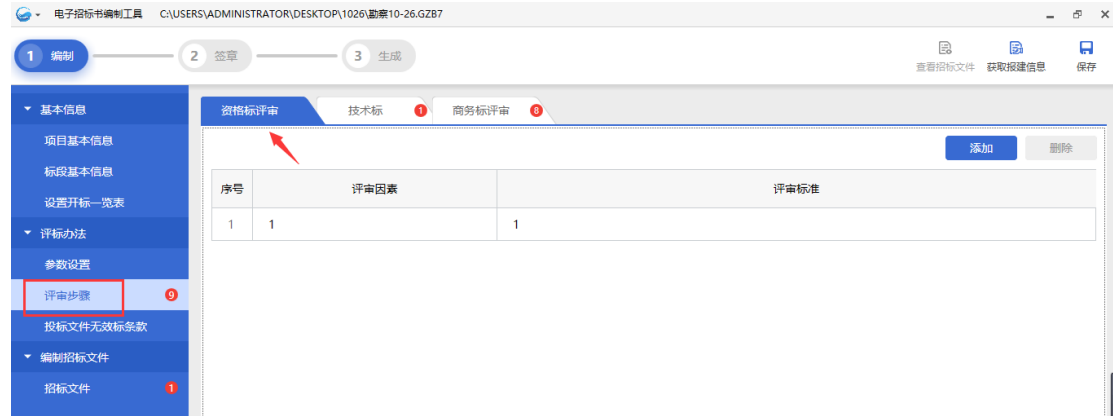 电子招标书编制工具 C:\USERS\ADMINISTRATOR\DESKTOP\1026\勘察10-26.GZB7
1 编制 2 签章 3 生成
查看招标文件 获取报建信息 保存
基本信息
项目基本信息
标段基本信息
设置开标一览表
评标办法
参数设置
评审步骤 9
投标文件无效标条款
编制招标文件
招标文件 1
资格标评审 技术标 1 商务标评审 8
添加 删除
序号 评审因素 评审标准
1 1 1